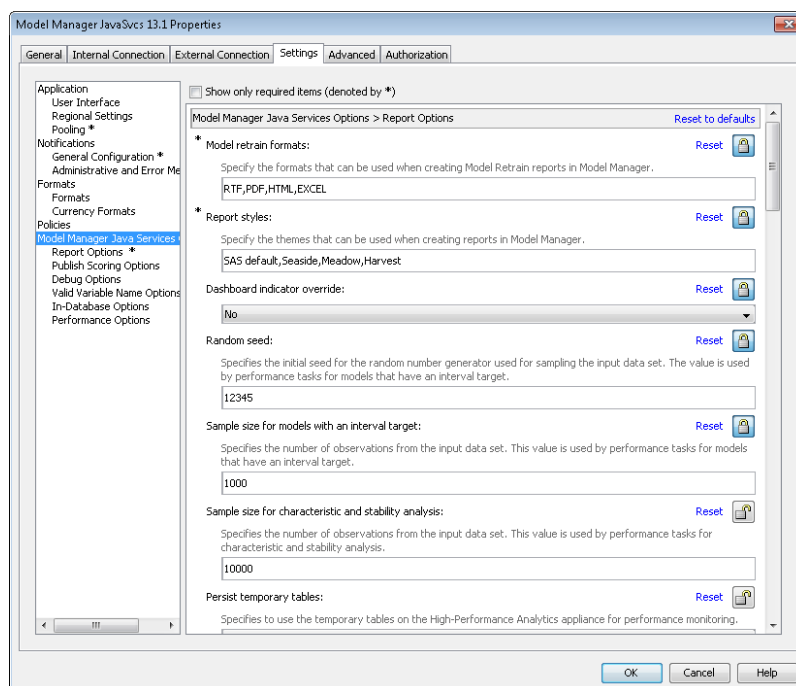 Model Manager JavaSvcs 13.1 Properties
General Internal Connection External Connection Settings Advanced Authorization
Application
User Interface
Regional Settings
Pooling *
Notifications
General Configuration *
Administrative and Error Me
Formats
Formats
Currency Formats
Policies
Model Manager Java Services
Report Options *
Publish Scoring Options
Debug Options
Valid Variable Name Options
In-Database Options
Performance Options
Show only required items (denoted by *)
Model Manager Java Services Options > Report Options Reset to defaults
* Model retrain formats: Reset
Specify the formats that can be used when creating Model Retrain reports in Model Manager.
RTF,PDF,HTML,EXCEL
* Report styles: Reset
Specify the themes that can be used when creating reports in Model Manager.
SAS default,Seaside,Meadow,Harvest
Dashboard indicator override: Reset
No
Random seed: Reset
Specifies the initial seed for the random number generator used for sampling the input data set. The value is used
by performance tasks for models that have an interval target.
12345
Sample size for models with an interval target: Reset
Specifies the number of observations from the input data set. This value is used by performance tasks for models
that have an interval target.
1000
Sample size for characteristic and stability analysis: Reset
Specifies the number of observations from the input data set. This value is used by performance tasks for
characteristic and stability analysis.
10000
Persist temporary tables: Reset
Specifies to use the temporary tables on the High-Performance Analytics appliance for performance monitoring.
OK Cancel Help